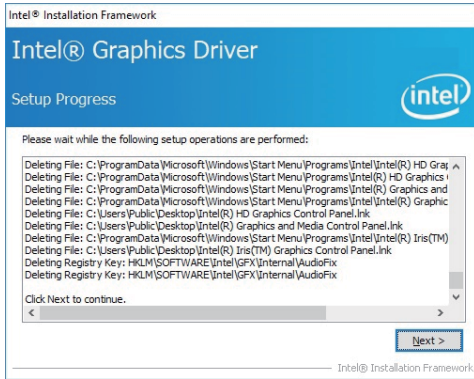 Intel® Installation Framework
Intel® Graphics Driver
Setup Progress
intel
Please wait while the following setup operations are performed:
Deleting File: C:\ProgramData\Microsoft\Windows\Start Menu\Programs\Intel\Intel(R) HD Grap
Deleting File: C:\ProgramData\Microsoft\Windows\Start Menu\Programs\Intel(R) HD Graphics
Deleting File: C:\ProgramData\Microsoft\Windows\Start Menu\Programs\Intel(R) Graphics and
Deleting File: C:\ProgramData\Microsoft\Windows\Start Menu\Programs\Intel\Intel(R) Graphic
Deleting File: C:\Users\Public\Desktop\Intel(R) HD Graphics Control Panel.lnk
Deleting File: C:\Users\Public\Desktop\Intel(R) Graphics and Media Control Panel.lnk
Deleting File: C:\ProgramData\Microsoft\Windows\Start Menu\Programs\Intel\Intel(R) Iris(TM)
Deleting File: C:\Users\Public\Desktop\Intel(R) Iris(TM) Graphics Control Panel.lnk
Deleting Registry Key: HKLM\SOFTWARE\Intel\GFX\Internal\AudioFix
Deleting Registry Key: HKLM\SOFTWARE\Intel\GFX\Internal\AudioFix
Click Next to continue.
Next >
Intel® Installation Framework